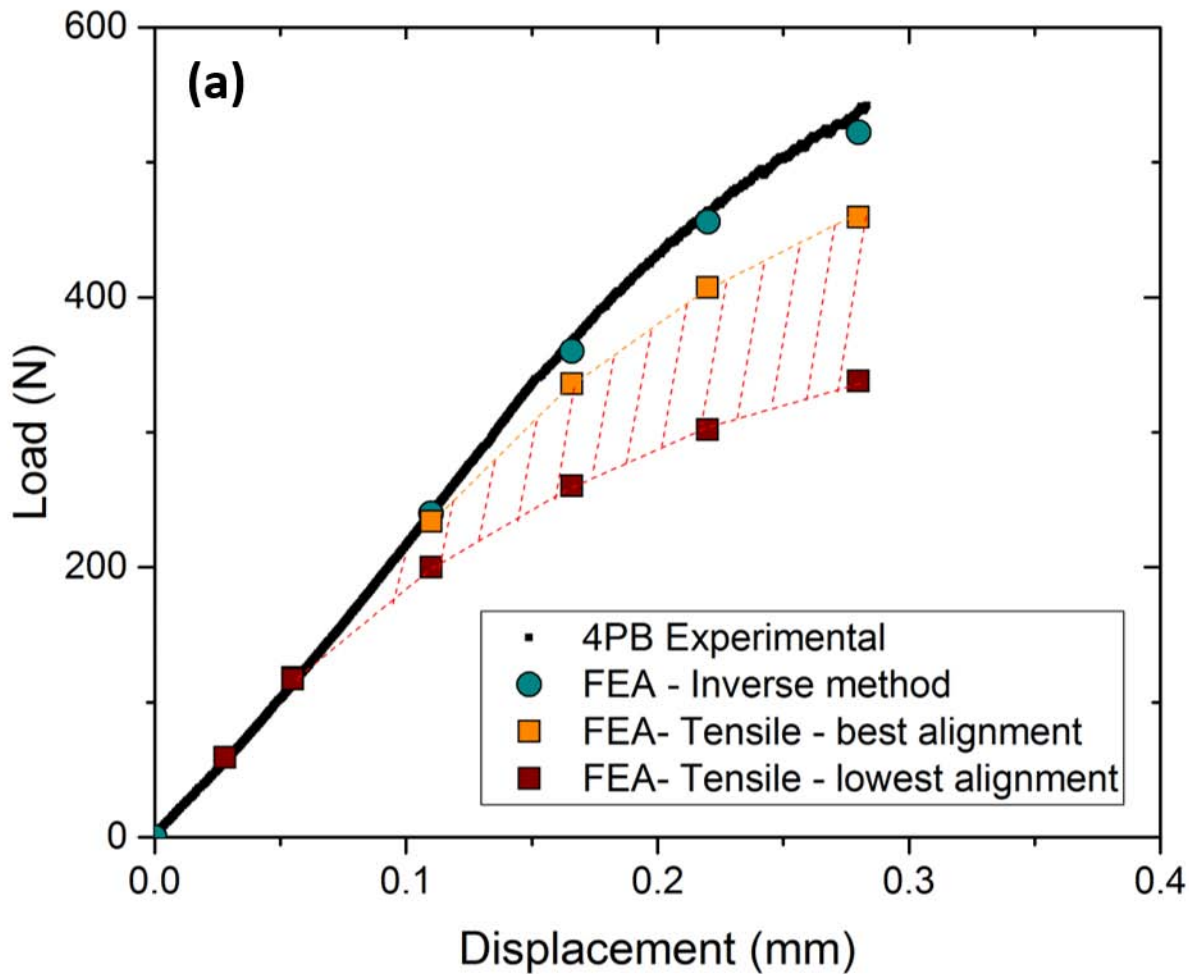 (a)
600
400
200
0
Load (N)
4PB Experimental
FEA - Inverse method
FEA- Tensile - best alignment
FEA- Tensile - lowest alignment
0.0 0.1 0.2 0.3 0.4
Displacement (mm)